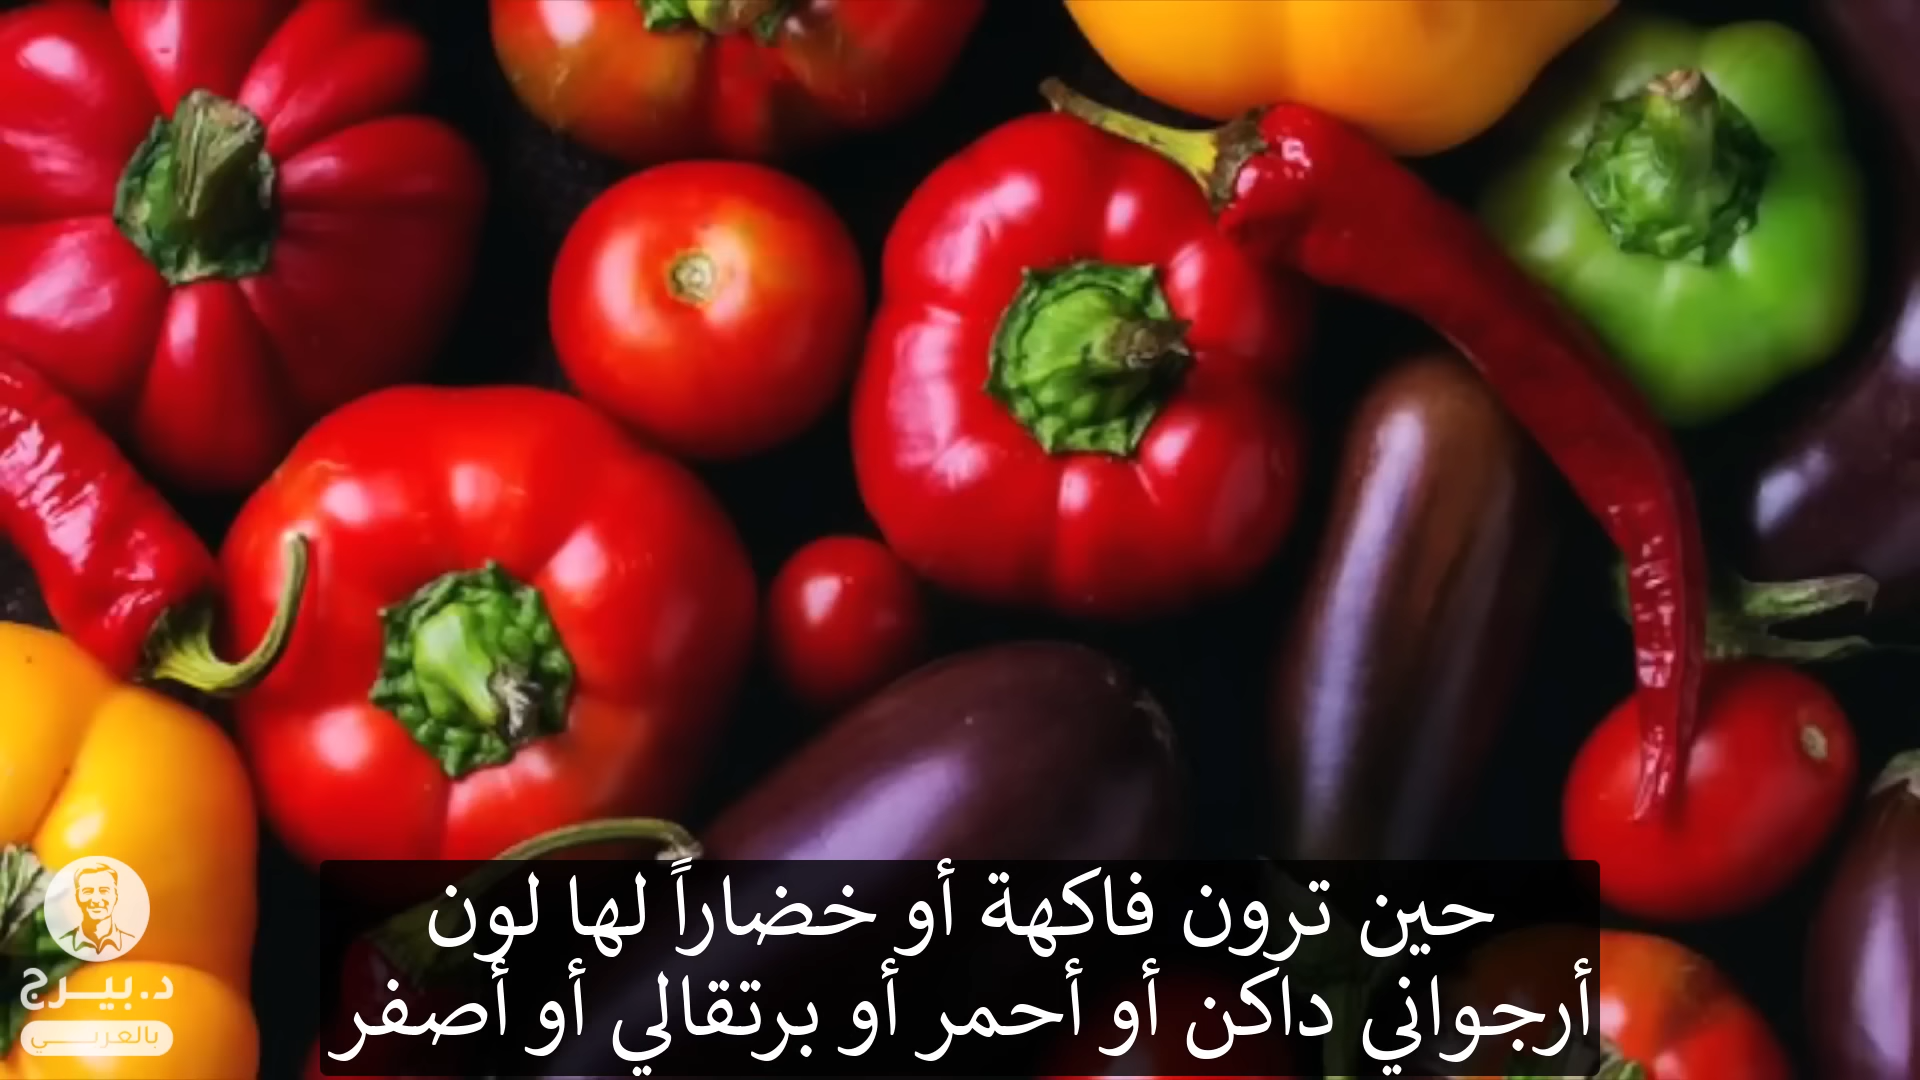 حين ترون فاكهة أو خضاراً لها لون
أرجواني داكن أو أحمر أو برتقالي أو أصفر
د.بيرج
بالعربي